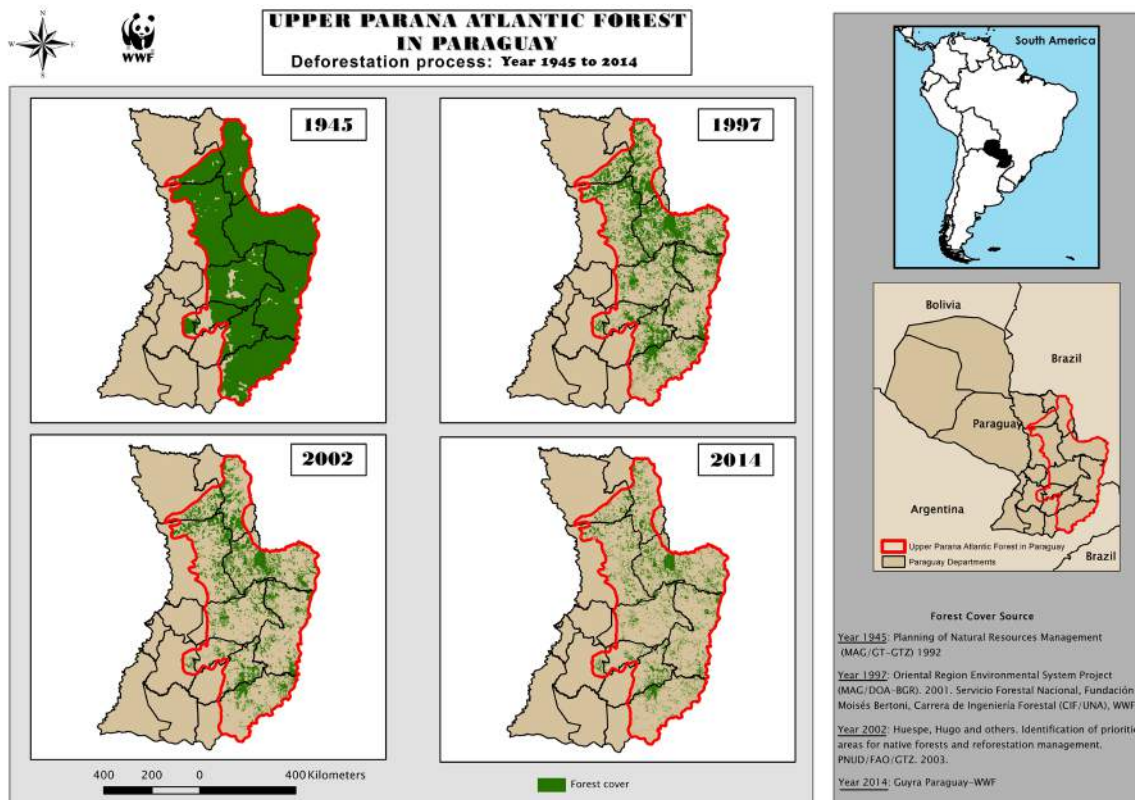 N
W
E
S
WWF
UPPER PARANA ATLANTIC FOREST
IN PARAGUAY
Deforestation process: Year 1945 to 2014
1945
1997
2002
2014
400 200 0 400 Kilometers
Forest cover
South America
Bolivia
Brazil
Paraguay
Argentina
Brazil
Upper Parana Atlantic Forest in Paraguay
Paraguay Departments
Forest Cover Source
Year 1945: Planning of Natural Resources Management
(MAG/GT-GTZ) 1992
Year 1997: Oriental Region Environmental System Project
(MAG/DOA-BGR). 2001. Servicio Forestal Nacional, Fundación
Moisés Bertoni, Carrera de Ingeniería Forestal (CIF/UNA), WWF
Year 2002: Huespe, Hugo and others. Identification of prioriti
areas for native forests and reforestation management.
PNUD/FAO/GTZ. 2003.
Year 2014: Guyra Paraguay-WWF